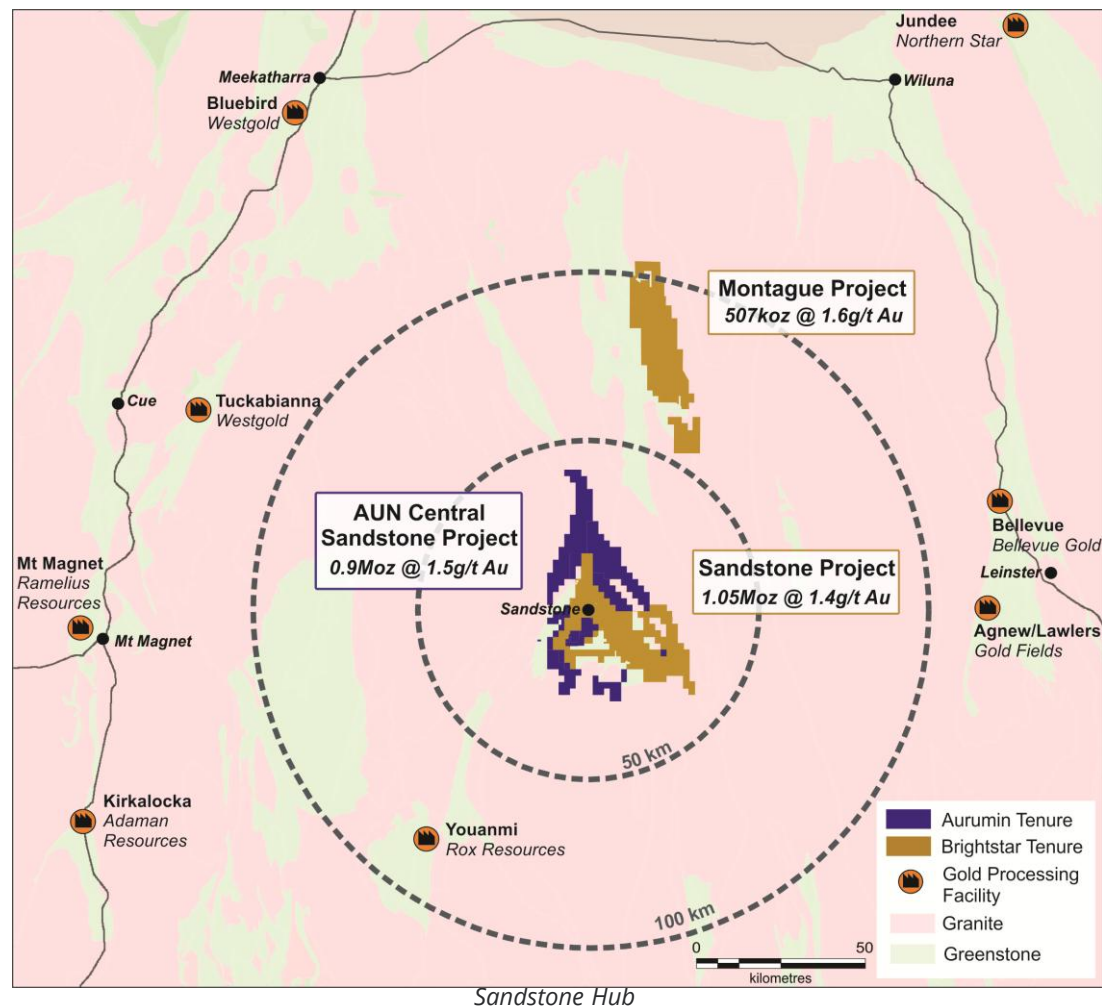 Jundee
Northern Star
Meekatharra
Wiluna
Bluebird
Westgold
Montague Project
507koz @ 1.6g/t Au
Cue
Tuckabianna
Westgold
AUN Central
Sandstone Project
0.9Moz @ 1.5g/t Au
Bellevue
Bellevue Gold
Leinster
Sandstone Project
1.05Moz @ 1.4g/t Au
Sandstone
Mt Magnet
Ramelius
Resources
Mt Magnet
Agnew/Lawlers
Gold Fields
50 km
Kirkalocka
Adaman
Resources
Youanmi
Rox Resources
100 km
Aurumin Tenure
Brightstar Tenure
Gold Processing
Facility
Granite
Greenstone
0 50
kilometres
Sandstone Hub